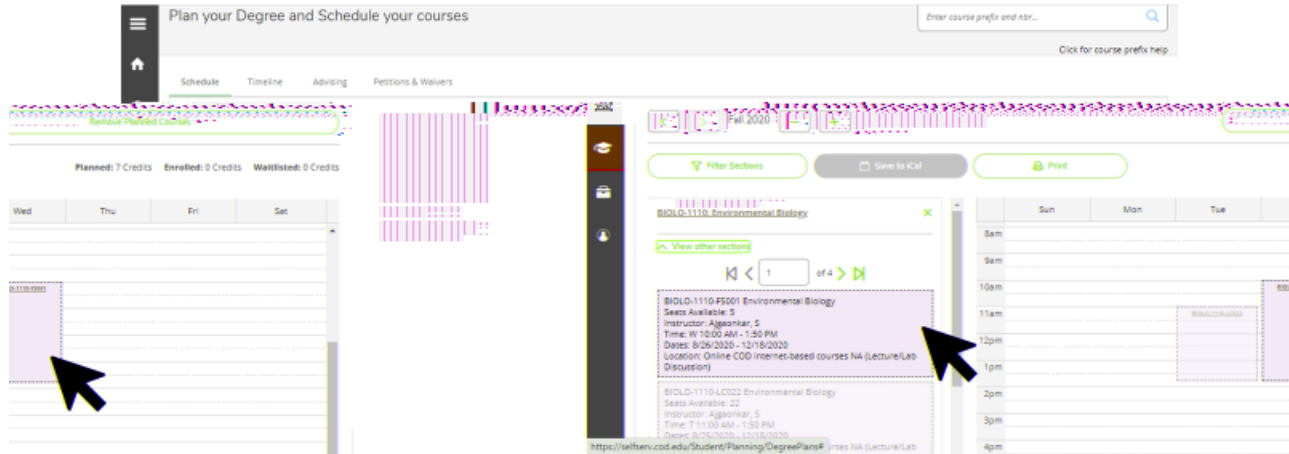 Plan your Degree and Schedule your courses
Enter course prefix and nbr...
Click for course prefix help
Schedule Timeline Advising Petitions & Waivers
Remove Planned Courses
Planned: 7 Credits Enrolled: 0 Credits Waitlisted: 0 Credits
Wed Thu Fri Sat
Fall 2020
Filter Sections Save to iCal Print
BIOLO-1110: Environmental Biology
View other sections
1 of 4
BIOLO-1110-FS001 Environmental Biology
Seats Available: 5
Instructor: Ajgaonkar, S
Time: W 10:00 AM - 1:50 PM
Dates: 8/26/2020 - 12/18/2020
Location: Online COD internet-based courses NA (Lecture/Lab
Discussion)
BIOLO-1110-LC022 Environmental Biology
Seats Available: 22
Instructor: Ajgaonkar, S
Time: T 11:00 AM - 1:50 PM
Dates: 8/25/2020 - 12/18/2020
https://selfserv.cod.edu/Student/Planning/DegreePlans# courses NA (Lecture/Lab
Sun Mon Tue
8am
9am
10am
11am
12pm
1pm
2pm
3pm
4pm